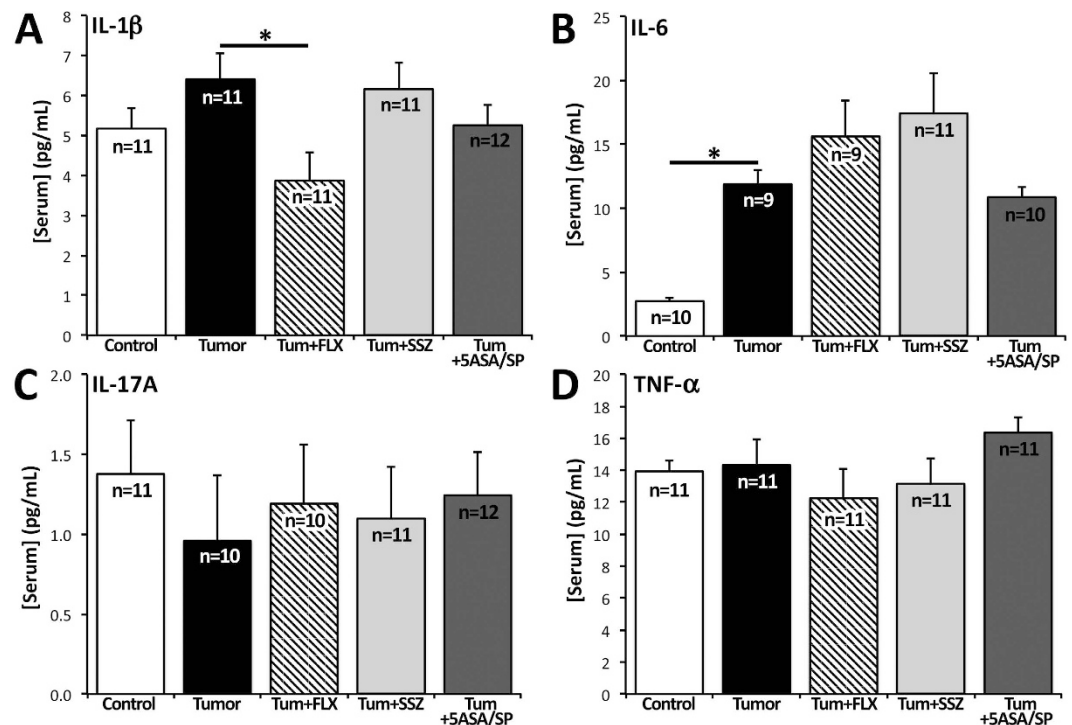 A IL-1β
*
[Serum] (pg/mL)
8
7
6
5
4
3
2
1
0
n=11
n=11
n=11
n=11
n=12
Control Tumor Tum+FLX Tum+SSZ Tum
+5ASA/SP
B IL-6
*
[Serum] (pg/mL)
25
20
15
10
5
0
n=10
n=9
n=9
n=11
n=10
Control Tumor Tum+FLX Tum+SSZ Tum
+5ASA/SP
C IL-17A
[Serum] (pg/mL)
2.0
1.5
1.0
0.5
0.0
n=11
n=10
n=10
n=11
n=12
Control Tumor Tum+FLX Tum+SSZ Tum
+5ASA/SP
D TNF-α
[Serum] (pg/mL)
20
18
16
14
12
10
8
6
4
2
0
n=11
n=11
n=11
n=11
n=11
Control Tumor Tum+FLX Tum+SSZ Tum
+5ASA/SP